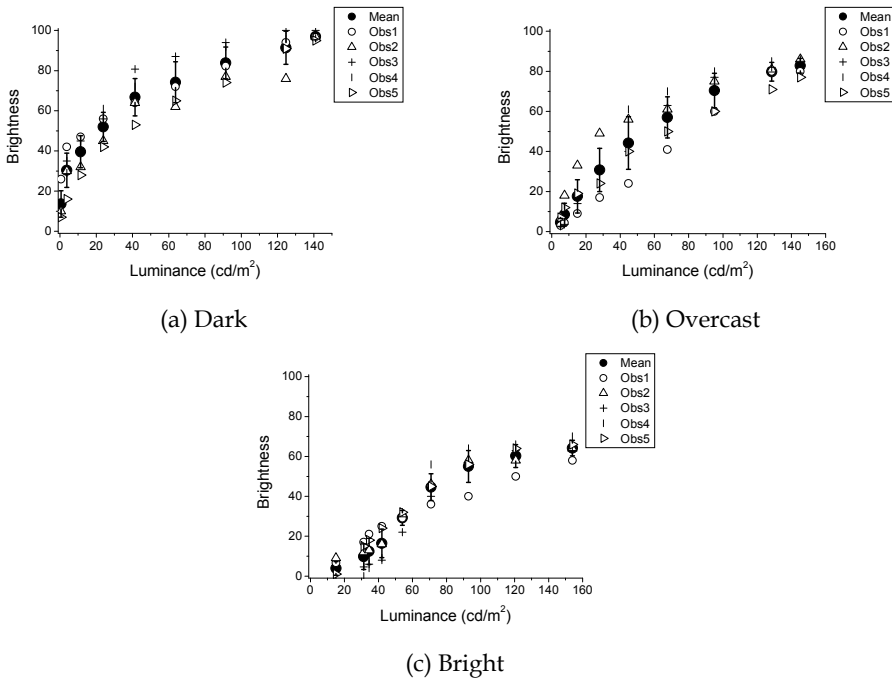 100
80
60
40
20
0
Brightness
0 20 40 60 80 100 120 140
Luminance (cd/m²)
Mean
Obs1
Obs2
Obs3
Obs4
Obs5
(a) Dark
100
80
60
40
20
0
Brightness
0 20 40 60 80 100 120 140 160
Luminance (cd/m²)
Mean
Obs1
Obs2
Obs3
Obs4
Obs5
(b) Overcast
100
80
60
40
20
0
Brightness
0 20 40 60 80 100 120 140 160
Luminance (cd/m²)
Mean
Obs1
Obs2
Obs3
Obs4
Obs5
(c) Bright